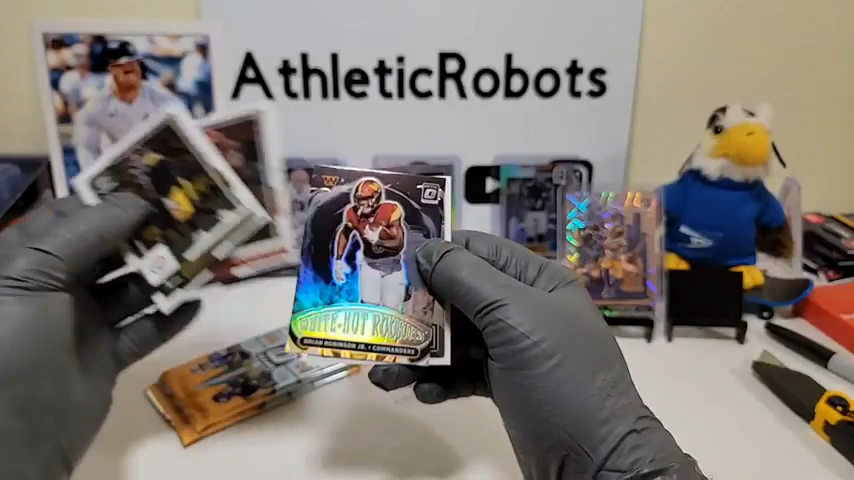 AthleticRobots
WHITE-HOT ROOKIES
BRIAN ROBINSON JR. • COMMANDERS